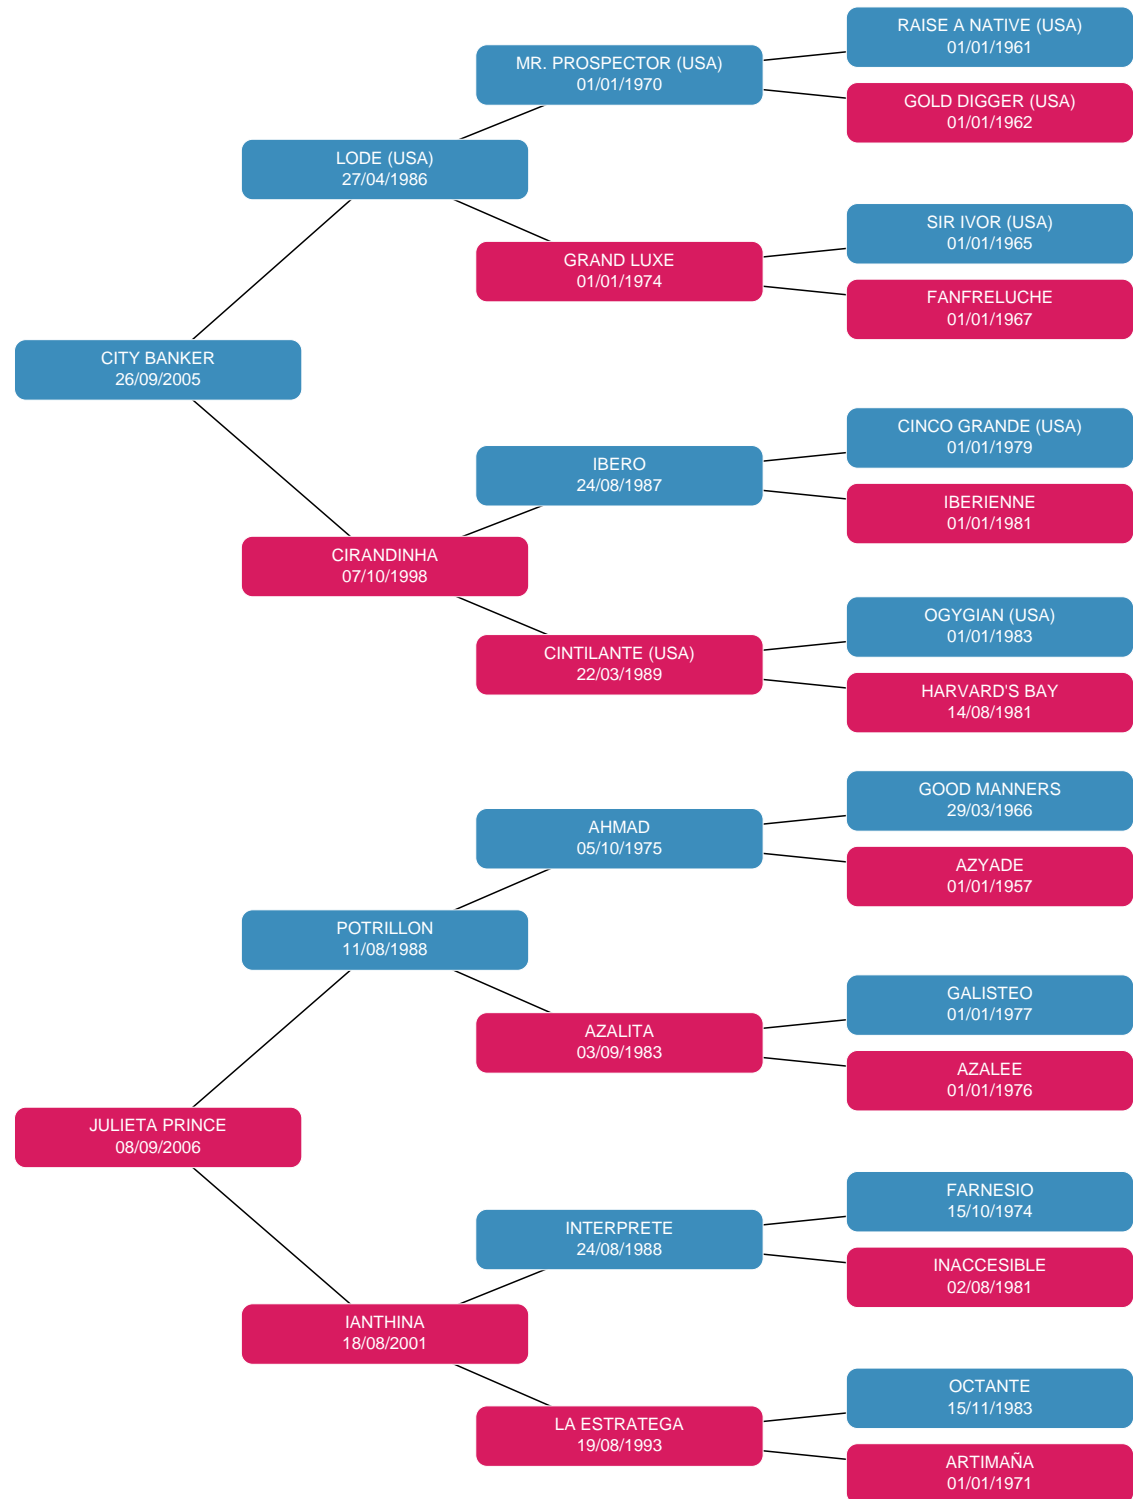 RAISE A NATIVE (USA)
01/01/1961
MR. PROSPECTOR (USA)
01/01/1970
GOLD DIGGER (USA)
01/01/1962
LODE (USA)
27/04/1986
SIR IVOR (USA)
01/01/1965
GRAND LUXE
01/01/1974
FANFRELUCHE
01/01/1967
CITY BANKER
26/09/2005
CINCO GRANDE (USA)
01/01/1979
IBERO
24/08/1987
IBERIENNE
01/01/1981
CIRANDINHA
07/10/1998
OGYGIAN (USA)
01/01/1983
CINTILANTE (USA)
22/03/1989
HARVARD'S BAY
14/08/1981
GOOD MANNERS
29/03/1966
AHMAD
05/10/1975
AZYADE
01/01/1957
POTRILLON
11/08/1988
GALISTEO
01/01/1977
AZALITA
03/09/1983
AZALEE
01/01/1976
JULIETA PRINCE
08/09/2006
FARNESIO
15/10/1974
INTERPRETE
24/08/1988
INACCESIBLE
02/08/1981
IANTHINA
18/08/2001
OCTANTE
15/11/1983
LA ESTRATEGA
19/08/1993
ARTIMAÑA
01/01/1971